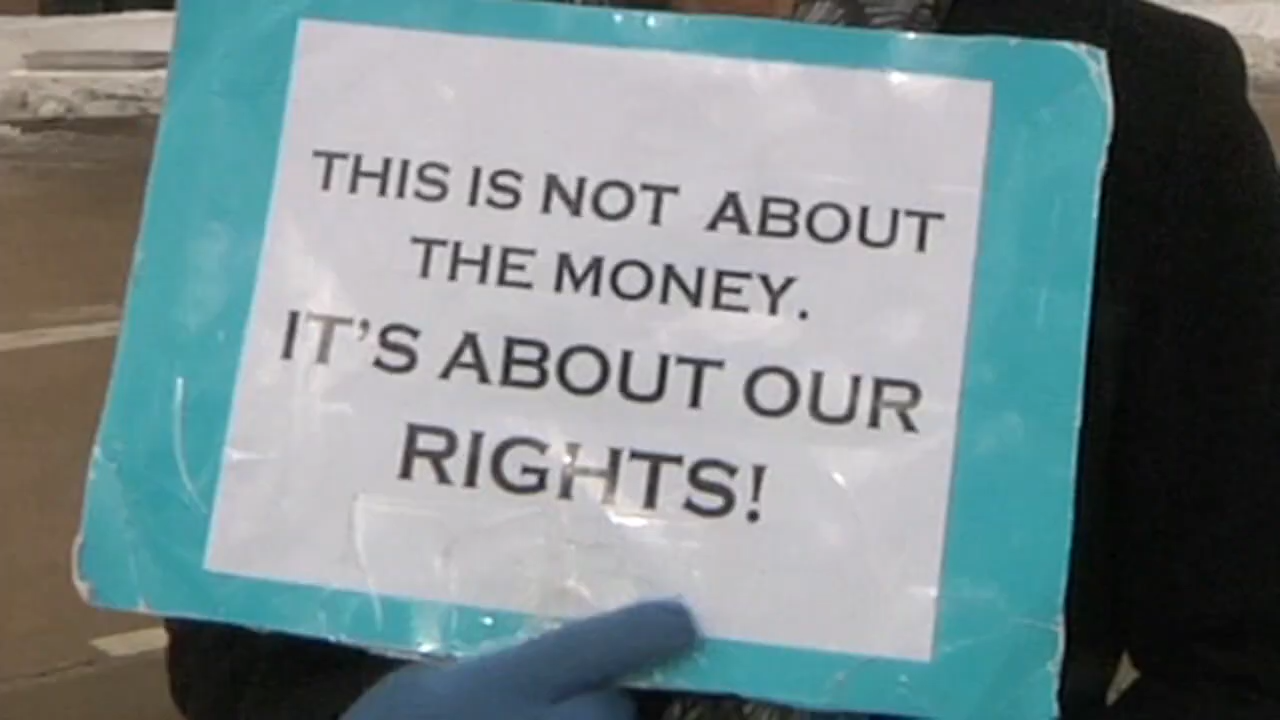 THIS IS NOT ABOUT
THE MONEY.
IT'S ABOUT OUR
RIGHTS!